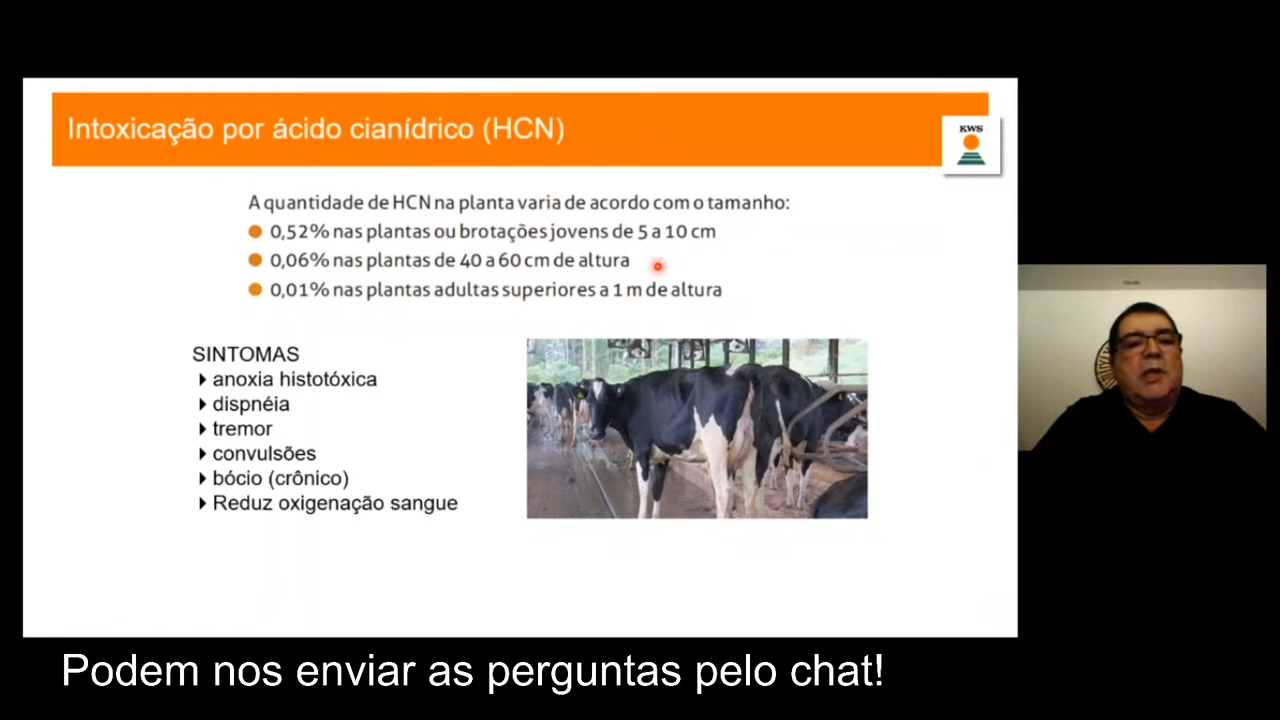 Intoxicação por ácido cianídrico (HCN)
KWS
A quantidade de HCN na planta varia de acordo com o tamanho:
0,52% nas plantas ou brotações jovens de 5 a 10 cm
0,06% nas plantas de 40 a 60 cm de altura
0,01% nas plantas adultas superiores a 1 m de altura
SINTOMAS
anoxia histotóxica
dispnéia
tremor
convulsões
bócio (crônico)
Reduz oxigenação sangue
Podem nos enviar as perguntas pelo chat!